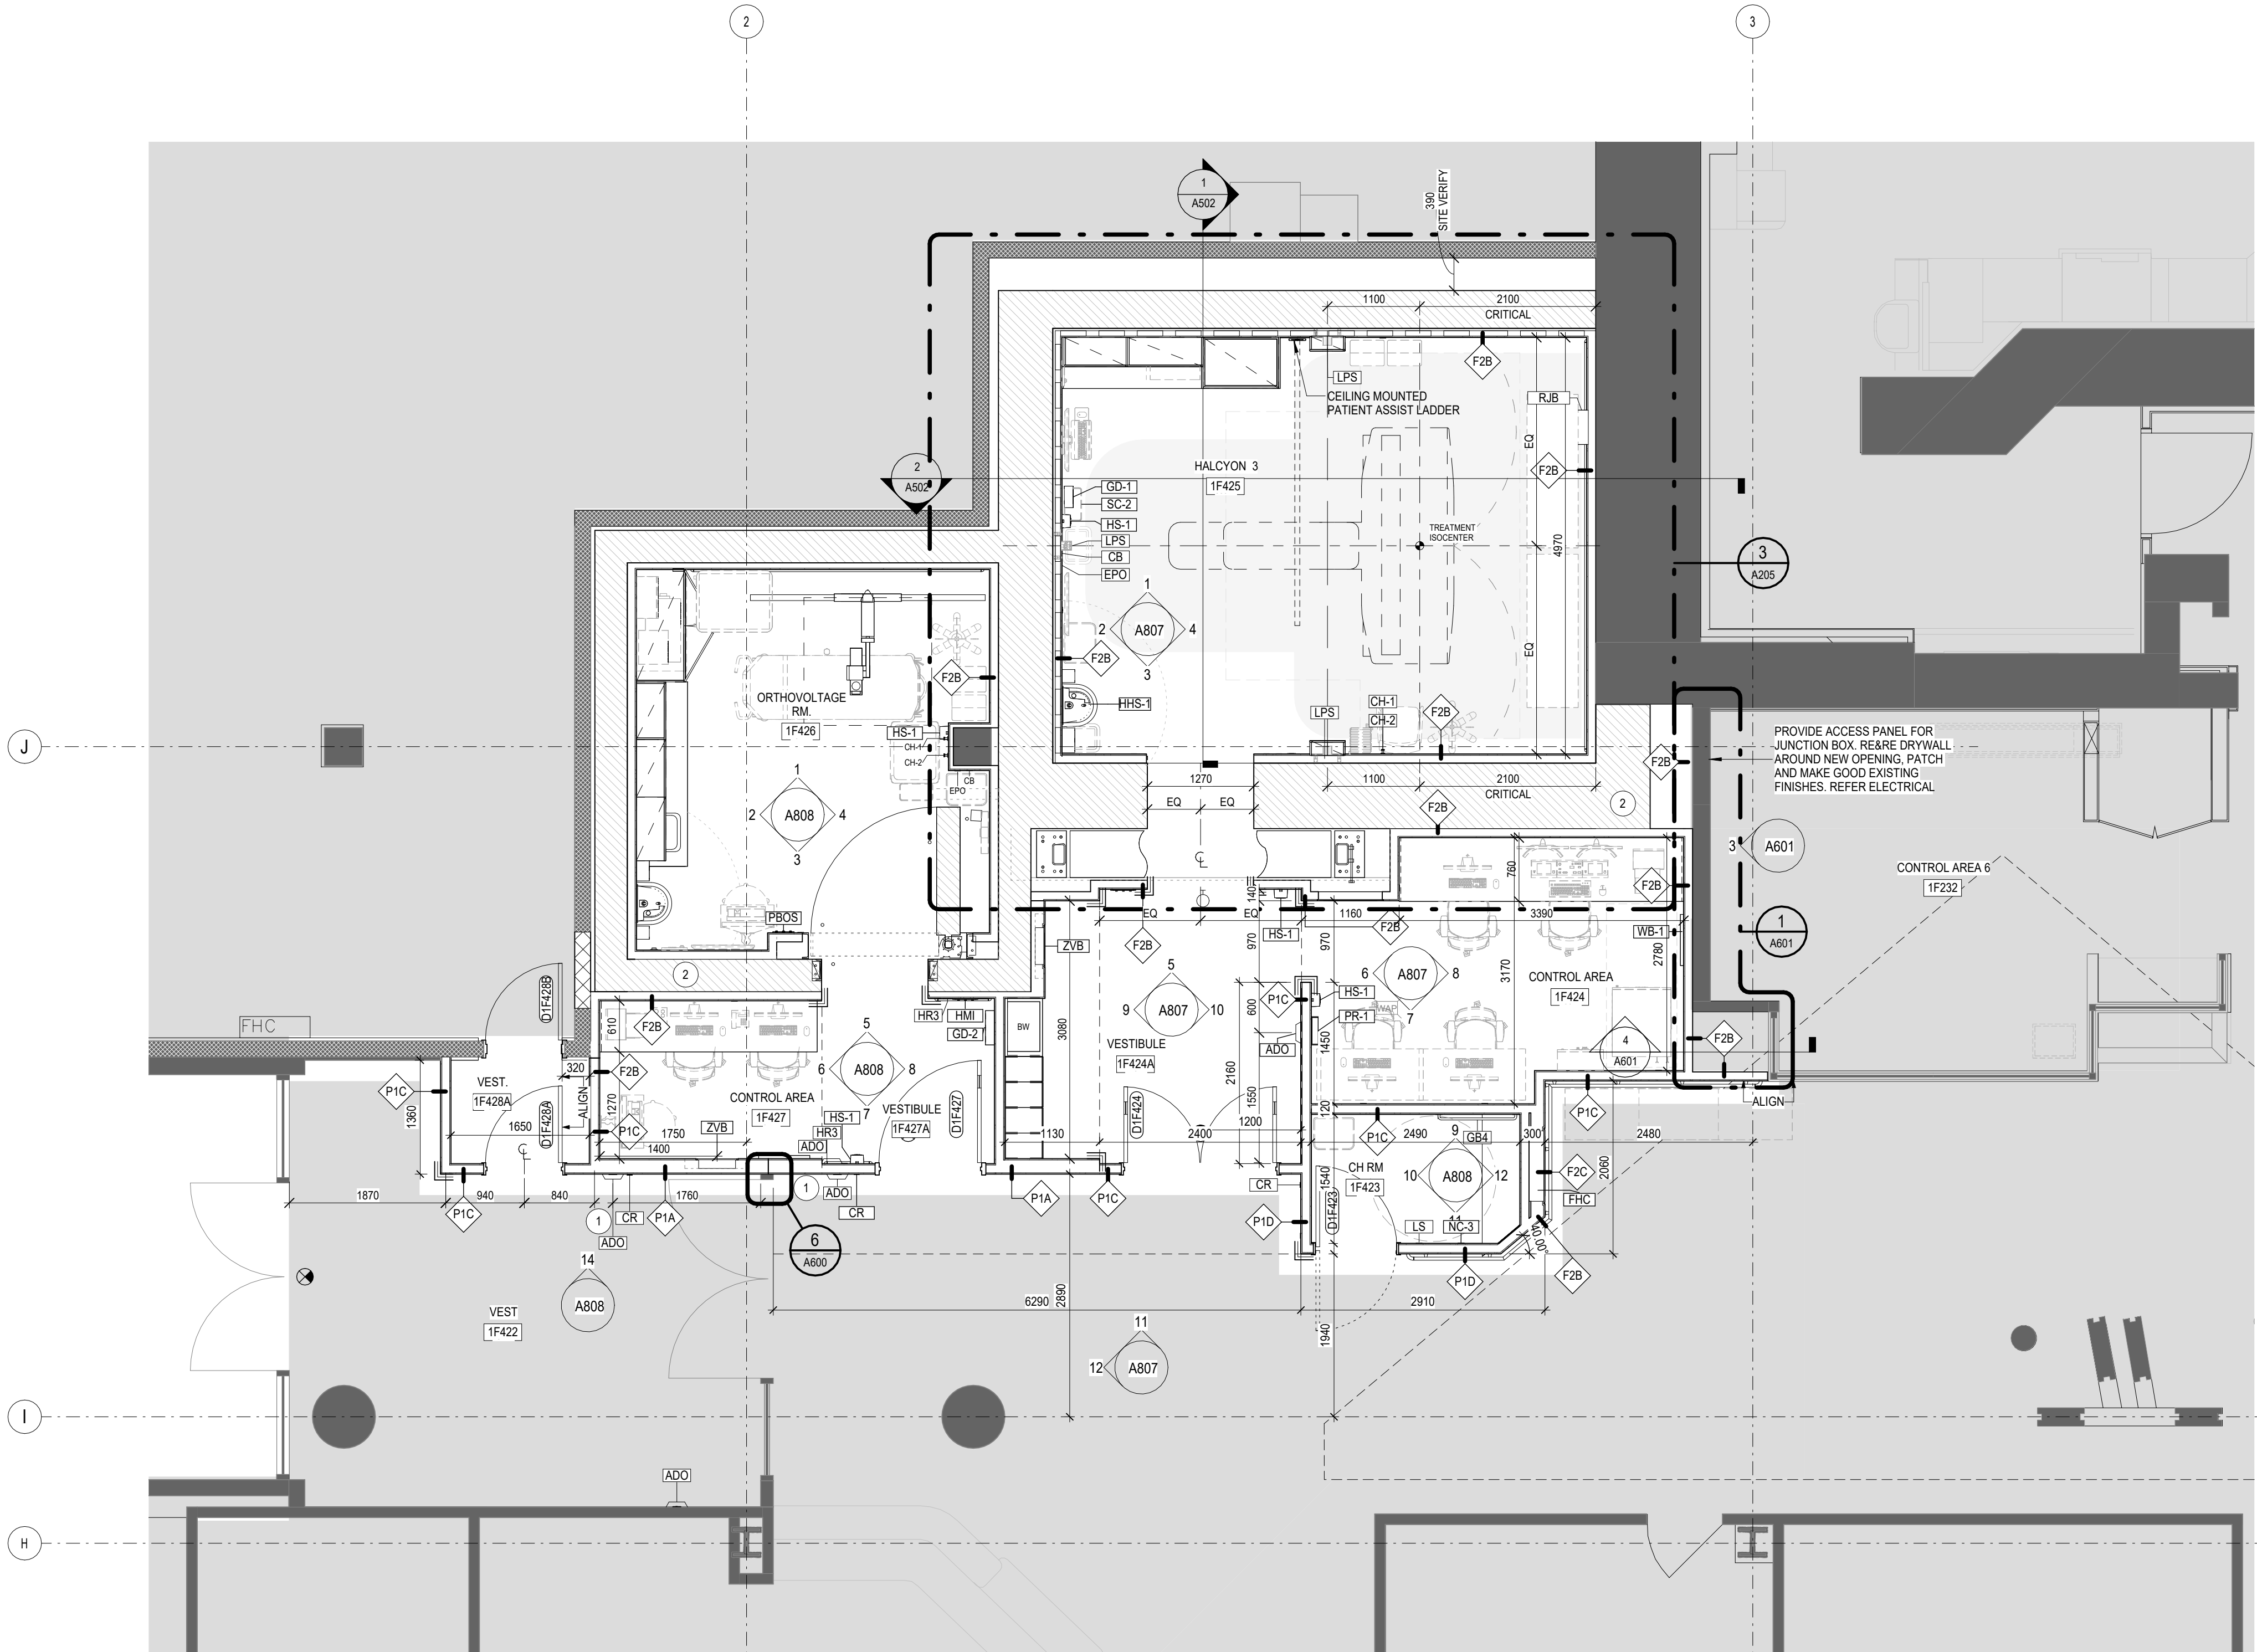 2
3
1
A502
390
SITE VERIFY
1100
2100
CRITICAL
F2B
LPS
CEILING MOUNTED
PATIENT ASSIST LADDER
RJB
EQ
HALCYON 3
1F425
F2B
2
A502
GD-1
SC-2
HS-1
LPS
CB
EPO
TREATMENT
ISOCENTER
4970
3
A205
1
2
A807
4
3
F2B
EQ
F2B
ORTHOVOLTAGE
RM.
1F426
HHS-1
LPS
CH-1
CH-2
F2B
J
HS-1
CH-1
CH-2
CB
EPO
F2B
PROVIDE ACCESS PANEL FOR
JUNCTION BOX. RE&RE DRYWALL
AROUND NEW OPENING, PATCH
AND MAKE GOOD EXISTING
FINISHES. REFER ELECTRICAL
1
2
A808
4
3
1270
EQ
EQ
1100
2100
CRITICAL
F2B
2
3
A601
CONTROL AREA 6
1F232
℄
760
F2B
140
PBOS
EQ
EQ
1160
3390
F2B
HS-1
F2B
WB-1
1
A601
ZVB
970
970
2780
3170
2
5
9
A807
10
6
A807
8
7
CONTROL AREA
1F424
D1F428B
P1C
HS-1
WAP
PR-1
600
FHC
610
F2B
HR3
HMI
GD-2
BW
3080
VESTIBULE
1F424A
ADO
1450
4
A601
F2B
5
6
A808
8
7
320
F2B
P1C
VEST.
1F428A
D1F428A
ALIGN
1270
CONTROL AREA
1F427
VESTIBULE
1F427A
D1F427
2160
1550
D1F424
P1C
ALIGN
1360
1650
P1C
1750
1400
ZVB
HS-1
HR3
ADO
1130
2400
1200
120
P1C
2490
9
GB4
300
2480
℄
CH RM
1F423
1540
10
A808
12
11
F2C
2060
FHC
1870
940
840
1760
P1C
1
CR
P1A
ADO
1
ADO
CR
P1A
P1C
CR
P1D
D1F423
LS
NC-3
40.00°
6
A600
P1D
F2B
14
A808
VEST
1F422
6290
2890
2910
11
12
A807
1940
I
ADO
H